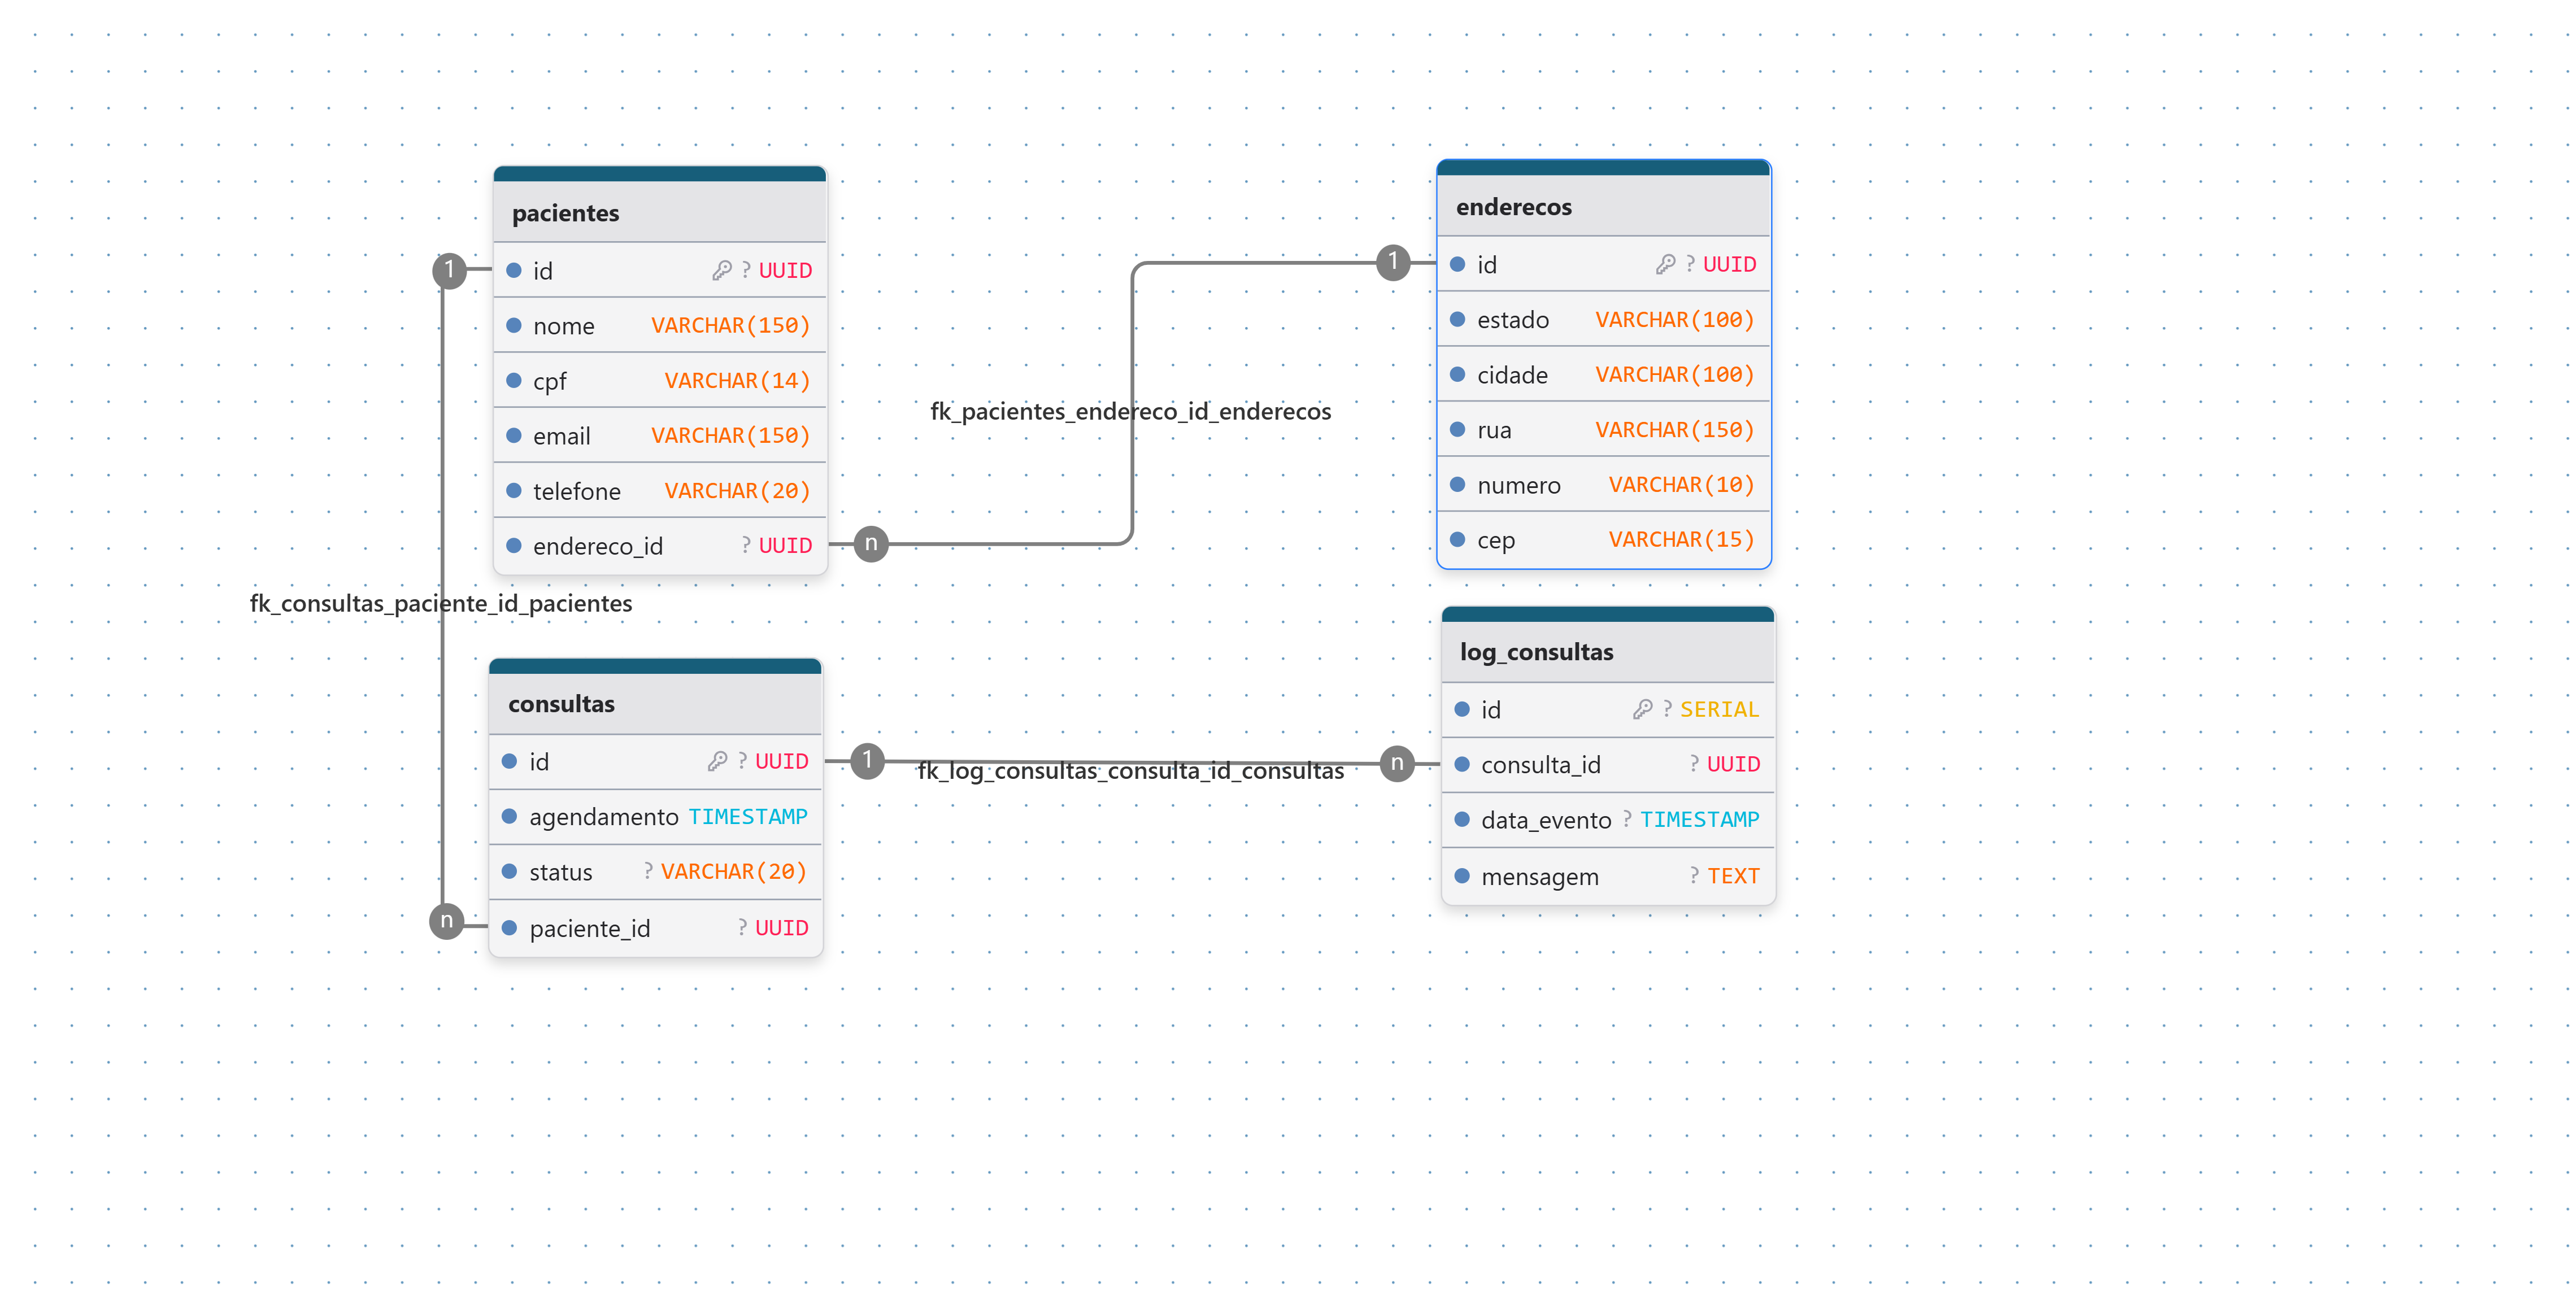 pacientes
id ? UUID
nome VARCHAR(150)
cpf VARCHAR(14)
email VARCHAR(150)
telefone VARCHAR(20)
endereco_id ? UUID
1
n
fk_pacientes_endereco_id_enderecos
1
enderecos
id ? UUID
estado VARCHAR(100)
cidade VARCHAR(100)
rua VARCHAR(150)
numero VARCHAR(10)
cep VARCHAR(15)
fk_consultas_paciente_id_pacientes
n
consultas
id ? UUID
agendamento TIMESTAMP
status ? VARCHAR(20)
paciente_id ? UUID
1
fk_log_consultas_consulta_id_consultas
n
log_consultas
id ? SERIAL
consulta_id ? UUID
data_evento ? TIMESTAMP
mensagem ? TEXT